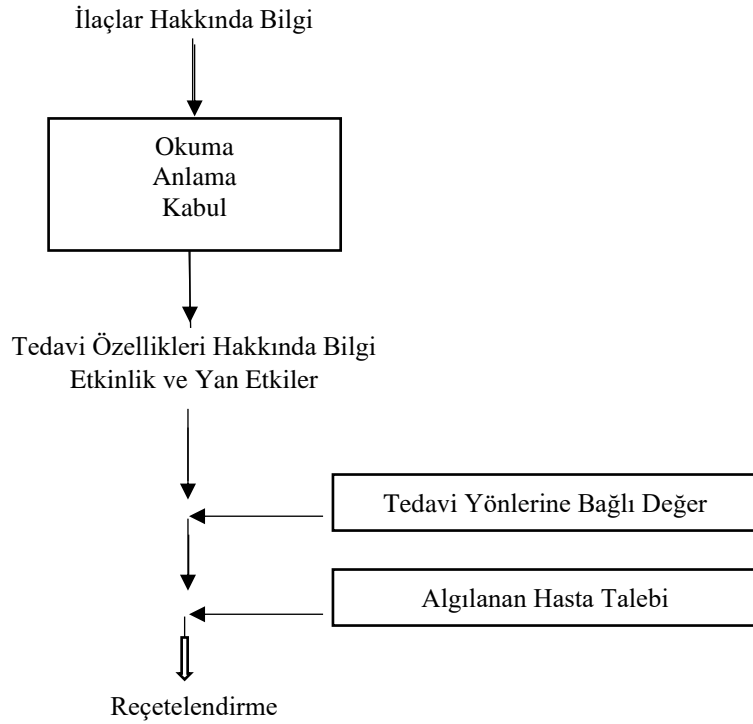 İlaçlar Hakkında Bilgi
Okuma
Anlama
Kabul
Tedavi Özellikleri Hakkında Bilgi
Etkinlik ve Yan Etkiler
Tedavi Yönlerine Bağlı Değer
Algılanan Hasta Talebi
Reçetelendirme